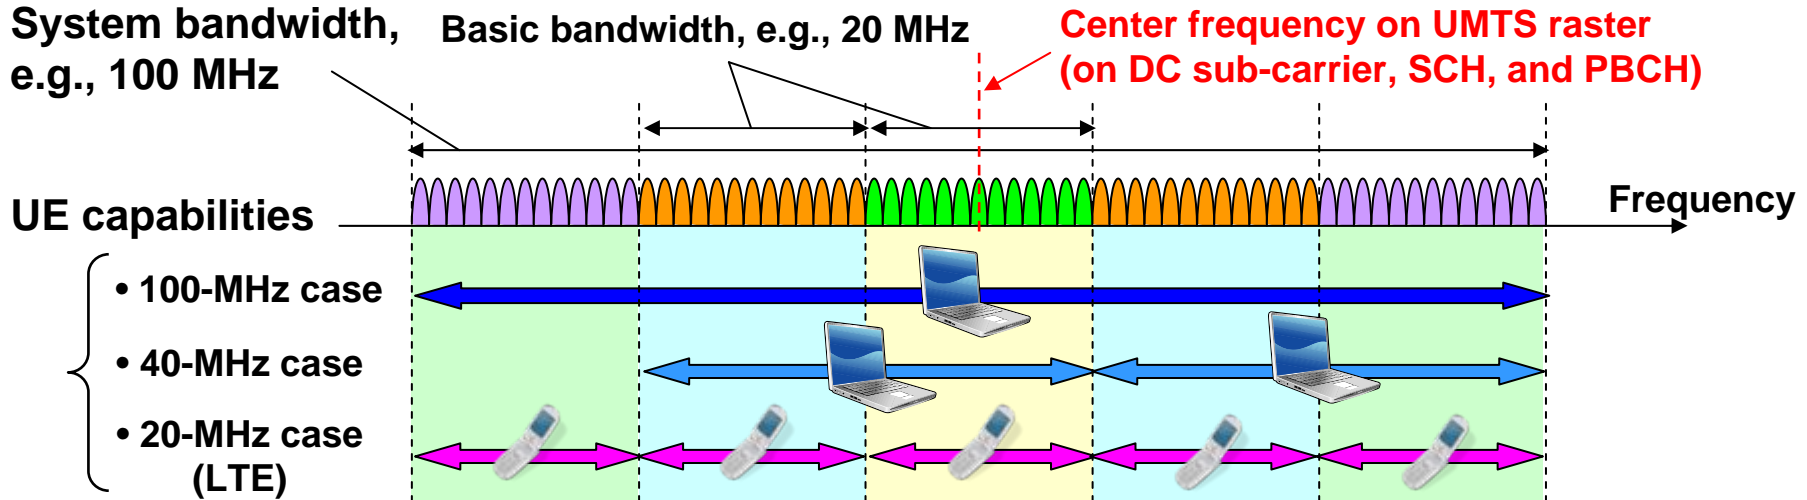 System bandwidth,
e.g., 100 MHz
Basic bandwidth, e.g., 20 MHz
Center frequency on UMTS raster
(on DC sub-carrier, SCH, and PBCH)
UE capabilities
Frequency
• 100-MHz case
• 40-MHz case
• 20-MHz case
(LTE)